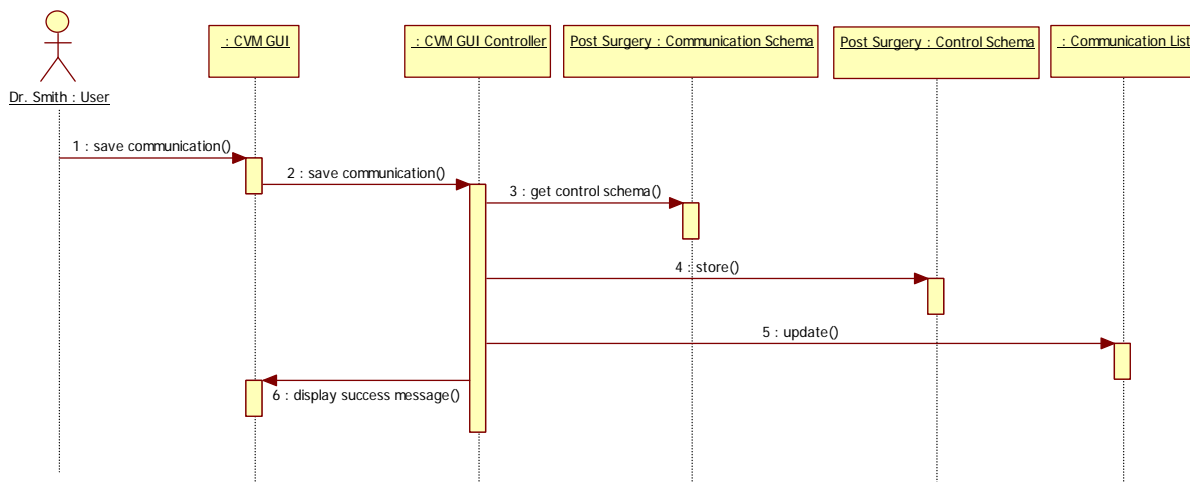 : CVM GUI
: CVM GUI Controller
Post Surgery : Communication Schema
Post Surgery : Control Schema
: Communication List
Dr. Smith : User
1 : save communication()
2 : save communication()
3 : get control schema()
4 : store()
5 : update()
6 : display success message()